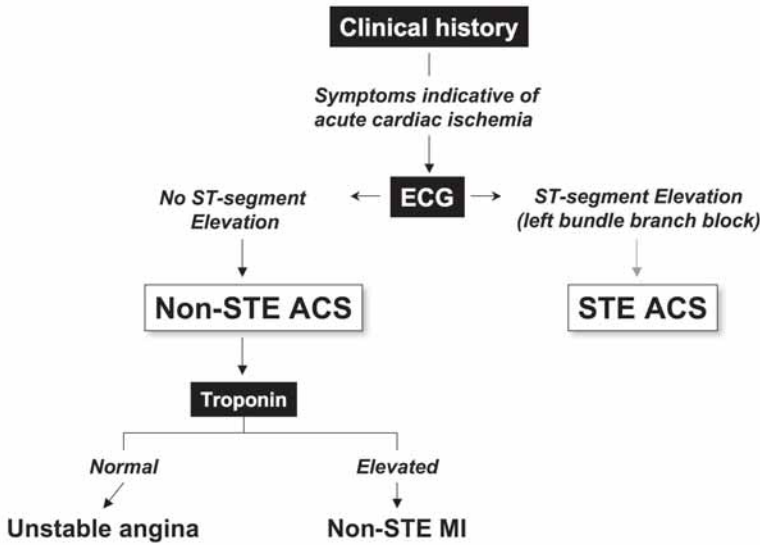 Clinical history
Symptoms indicative of
acute cardiac ischemia
ECG
No ST-segment
Elevation
ST-segment Elevation
(left bundle branch block)
Non-STE ACS
STE ACS
Troponin
Normal
Elevated
Unstable angina
Non-STE MI